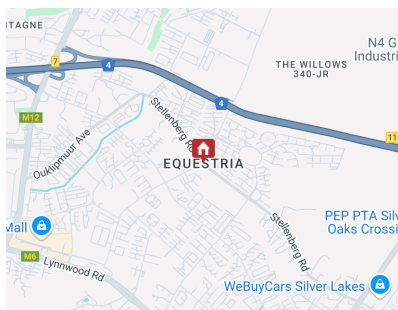 NTAGNE
N4 G
Industri
THE WILLOWS
340-JR
7
4
4
M12
11
Stellenberg Rd
Ouklipmuur Ave
EQUESTRIA
Stellenberg Rd
PEP PTA Silv
Oaks Crossi
Mall
M6
Lynnwood Rd
WeBuyCars Silver Lakes